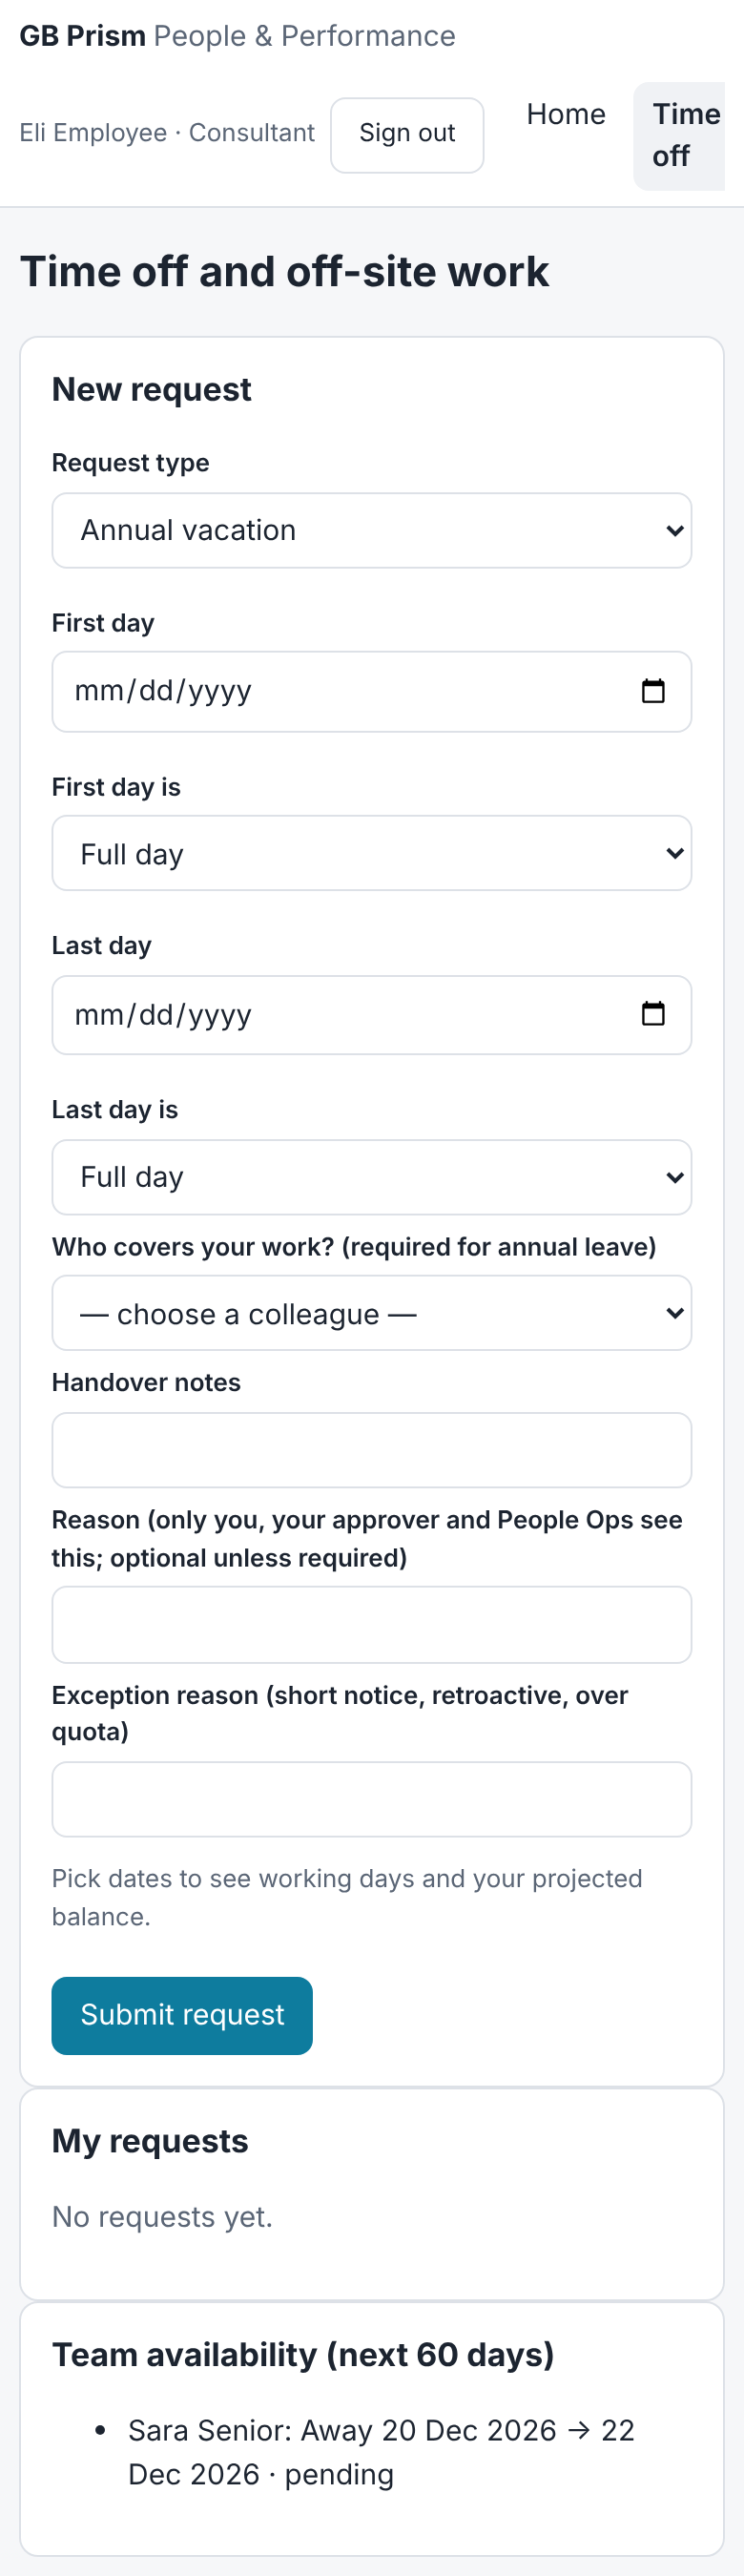 GB Prism People & Performance
Eli Employee · Consultant
Sign out
Home
Time
off
Time off and off-site work
New request
Request type
Annual vacation
First day
mm/dd/yyyy
First day is
Full day
Last day
mm/dd/yyyy
Last day is
Full day
Who covers your work? (required for annual leave)
— choose a colleague —
Handover notes
Reason (only you, your approver and People Ops see
this; optional unless required)
Exception reason (short notice, retroactive, over
quota)
Pick dates to see working days and your projected
balance.
Submit request
My requests
No requests yet.
Team availability (next 60 days)
• Sara Senior: Away 20 Dec 2026 → 22
Dec 2026 · pending